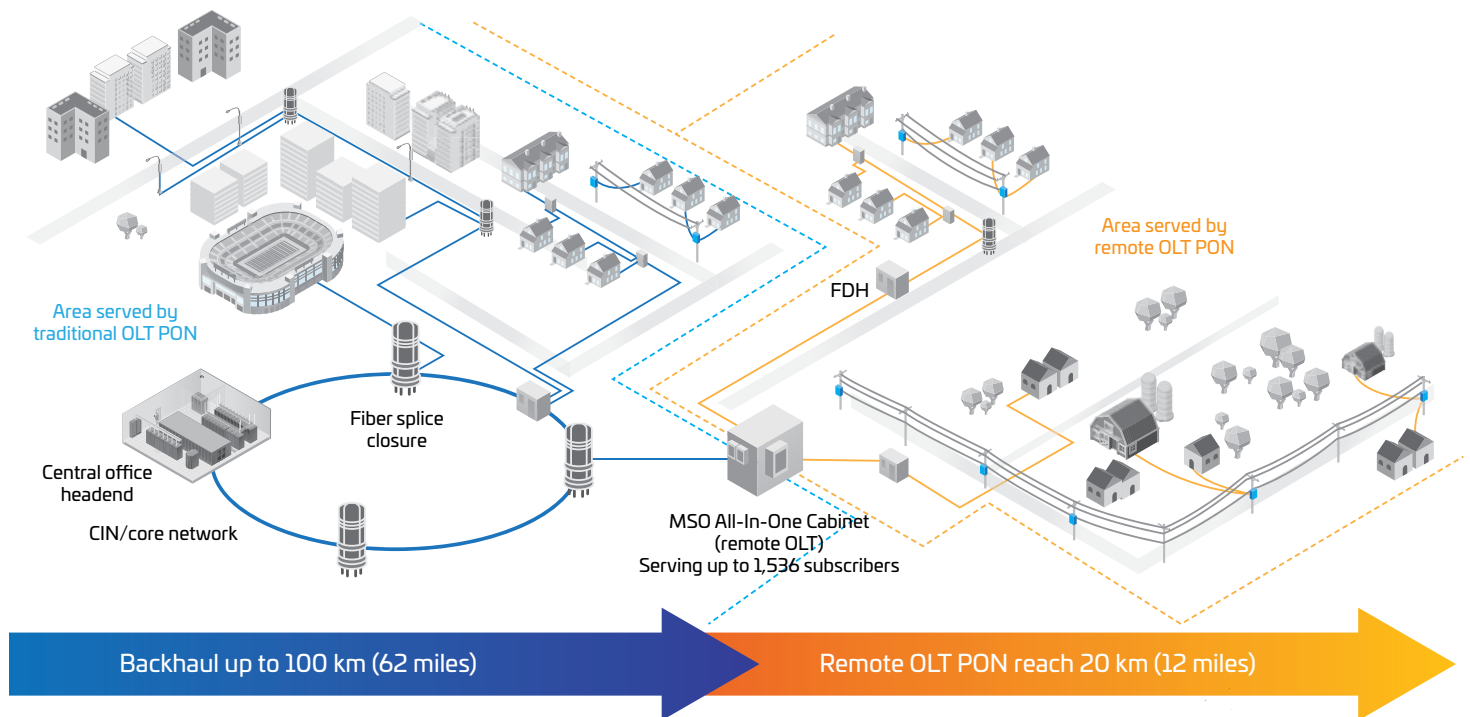 Area served by
remote OLT PON
FDH
Area served by
traditional OLT PON
Fiber splice
closure
Central office
headend
CIN/core network
MSO All-In-One Cabinet
(remote OLT)
Serving up to 1,536 subscribers
Backhaul up to 100 km (62 miles)
Remote OLT PON reach 20 km (12 miles)